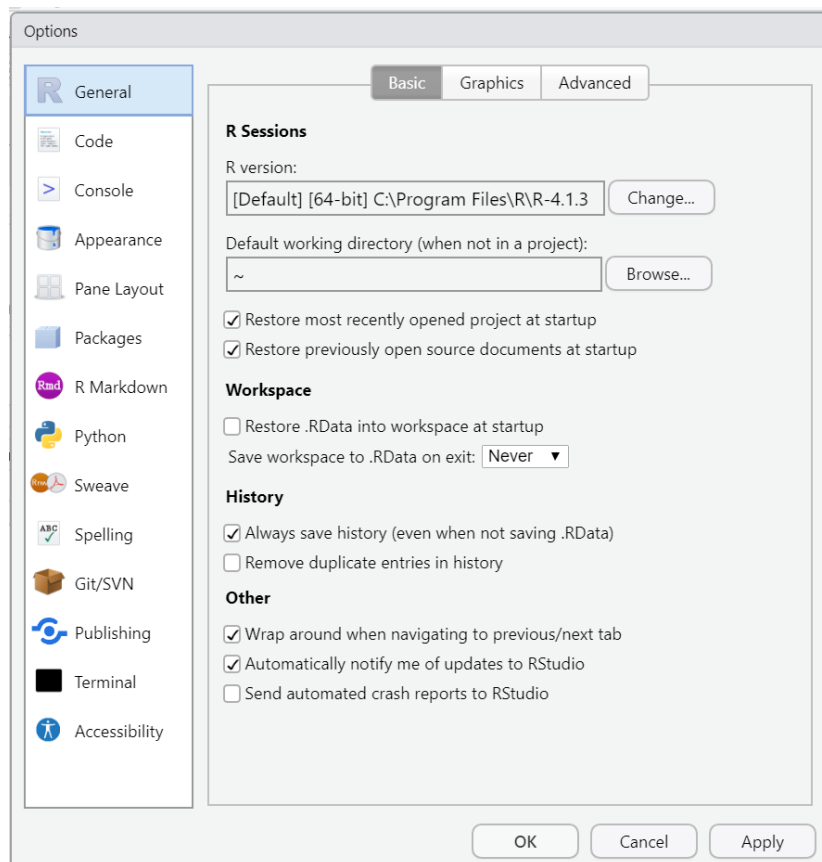 Options
General
Code
Console
Appearance
Pane Layout
Packages
Rmd R Markdown
Python
Rnw Sweave
ABC Spelling
Git/SVN
Publishing
Terminal
Accessibility
Basic Graphics Advanced
R Sessions
R version:
[Default] [64-bit] C:\Program Files\R\R-4.1.3 Change...
Default working directory (when not in a project):
~ Browse...
Restore most recently opened project at startup
Restore previously open source documents at startup
Workspace
Restore .RData into workspace at startup
Save workspace to .RData on exit: Never
History
Always save history (even when not saving .RData)
Remove duplicate entries in history
Other
Wrap around when navigating to previous/next tab
Automatically notify me of updates to RStudio
Send automated crash reports to RStudio
OK Cancel Apply